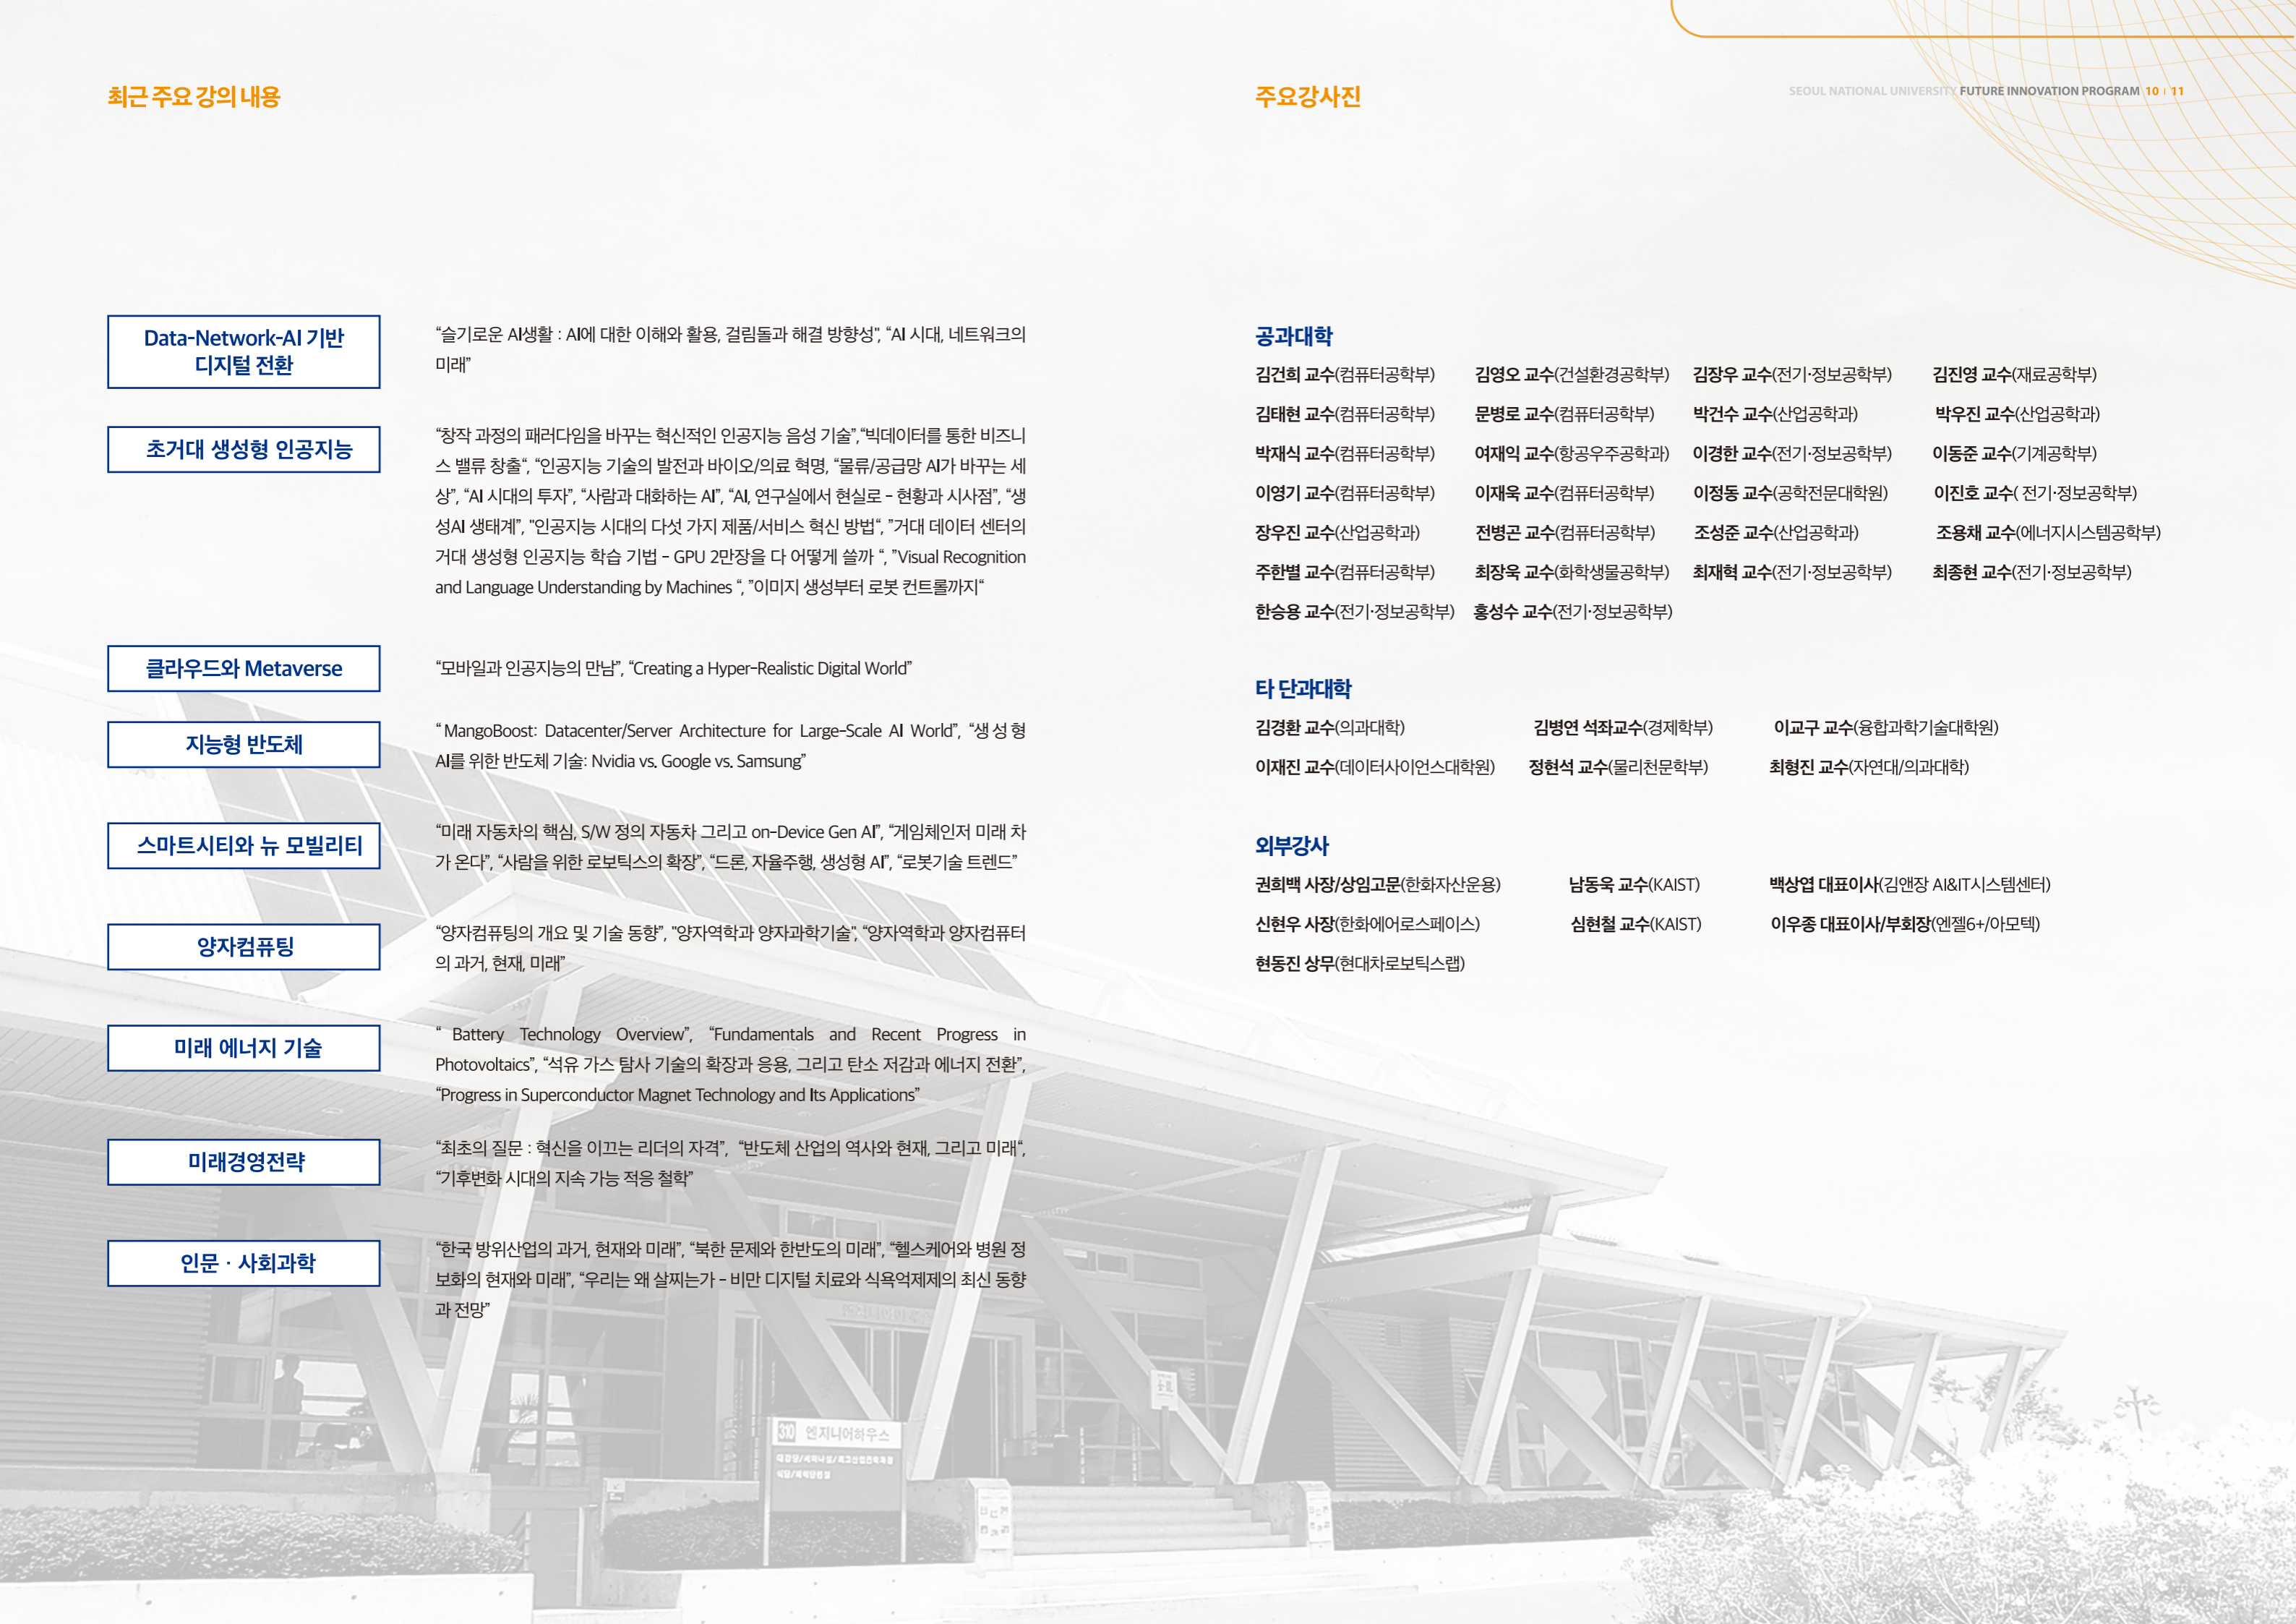 최근 주요 강의 내용
Data-Network-AI 기반
디지털 전환
“슬기로운 AI생활 : AI에 대한 이해와 활용, 걸림돌과 해결 방향성", “AI 시대, 네트워크의
미래”
초거대 생성형 인공지능
“창작 과정의 패러다임을 바꾸는 혁신적인 인공지능 음성 기술”,“빅데이터를 통한 비즈니
스 밸류 창출“, “인공지능 기술의 발전과 바이오/의료 혁명, “물류/공급망 AI가 바꾸는 세
상”, “AI 시대의 투자”, “사람과 대화하는 AI”, “AI, 연구실에서 현실로 - 현황과 시사점”, “생
성AI 생태계”, "인공지능 시대의 다섯 가지 제품/서비스 혁신 방법“, ”거대 데이터 센터의
거대 생성형 인공지능 학습 기법 - GPU 2만장을 다 어떻게 쓸까 “, ”Visual Recognition
and Language Understanding by Machines “, ”이미지 생성부터 로봇 컨트롤까지“
클라우드와 Metaverse
“모바일과 인공지능의 만남”, “Creating a Hyper-Realistic Digital World”
지능형 반도체
“ MangoBoost: Datacenter/Server Architecture for Large-Scale AI World”, “생성형
AI를 위한 반도체 기술: Nvidia vs. Google vs. Samsung”
스마트시티와 뉴 모빌리티
“미래 자동차의 핵심, S/W 정의 자동차 그리고 on-Device Gen AI”, “게임체인저 미래 차
가 온다”, “사람을 위한 로보틱스의 확장”, “드론, 자율주행, 생성형 AI”, “로봇기술 트렌드”
양자컴퓨팅
“양자컴퓨팅의 개요 및 기술 동향”, "양자역학과 양자과학기술", “양자역학과 양자컴퓨터
의 과거, 현재, 미래”
미래 에너지 기술
“ Battery Technology Overview”, “Fundamentals and Recent Progress in
Photovoltaics”, “석유 가스 탐사 기술의 확장과 응용, 그리고 탄소 저감과 에너지 전환”,
“Progress in Superconductor Magnet Technology and Its Applications”
미래경영전략
“최초의 질문 : 혁신을 이끄는 리더의 자격”, “반도체 산업의 역사와 현재, 그리고 미래“,
“기후변화 시대의 지속 가능 적응 철학”
인문 · 사회과학
“한국 방위산업의 과거, 현재와 미래”, “북한 문제와 한반도의 미래”, “헬스케어와 병원 정
보화의 현재와 미래”, “우리는 왜 살찌는가 - 비만 디지털 치료와 식욕억제제의 최신 동향
과 전망”
310 엔지니어하우스
주요강사진
SEOUL NATIONAL UNIVERSITY FUTURE INNOVATION PROGRAM 10 | 11
공과대학
김건희 교수(컴퓨터공학부) 김영오 교수(건설환경공학부) 김장우 교수(전기·정보공학부) 김진영 교수(재료공학부)
김태현 교수(컴퓨터공학부) 문병로 교수(컴퓨터공학부) 박건수 교수(산업공학과) 박우진 교수(산업공학과)
박재식 교수(컴퓨터공학부) 여재익 교수(항공우주공학과) 이경한 교수(전기·정보공학부) 이동준 교수(기계공학부)
이영기 교수(컴퓨터공학부) 이재욱 교수(컴퓨터공학부) 이정동 교수(공학전문대학원) 이진호 교수( 전기·정보공학부)
장우진 교수(산업공학과) 전병곤 교수(컴퓨터공학부) 조성준 교수(산업공학과) 조용채 교수(에너지시스템공학부)
주한별 교수(컴퓨터공학부) 최장욱 교수(화학생물공학부) 최재혁 교수(전기·정보공학부) 최종현 교수(전기·정보공학부)
한승용 교수(전기·정보공학부) 홍성수 교수(전기·정보공학부)
타 단과대학
김경환 교수(의과대학) 김병연 석좌교수(경제학부) 이교구 교수(융합과학기술대학원)
이재진 교수(데이터사이언스대학원) 정현석 교수(물리천문학부) 최형진 교수(자연대/의과대학)
외부강사
권희백 사장/상임고문(한화자산운용) 남동욱 교수(KAIST) 백상엽 대표이사(김앤장 AI&IT시스템센터)
신현우 사장(한화에어로스페이스) 심현철 교수(KAIST) 이우종 대표이사/부회장(엔젤6+/아모텍)
현동진 상무(현대차로보틱스랩)